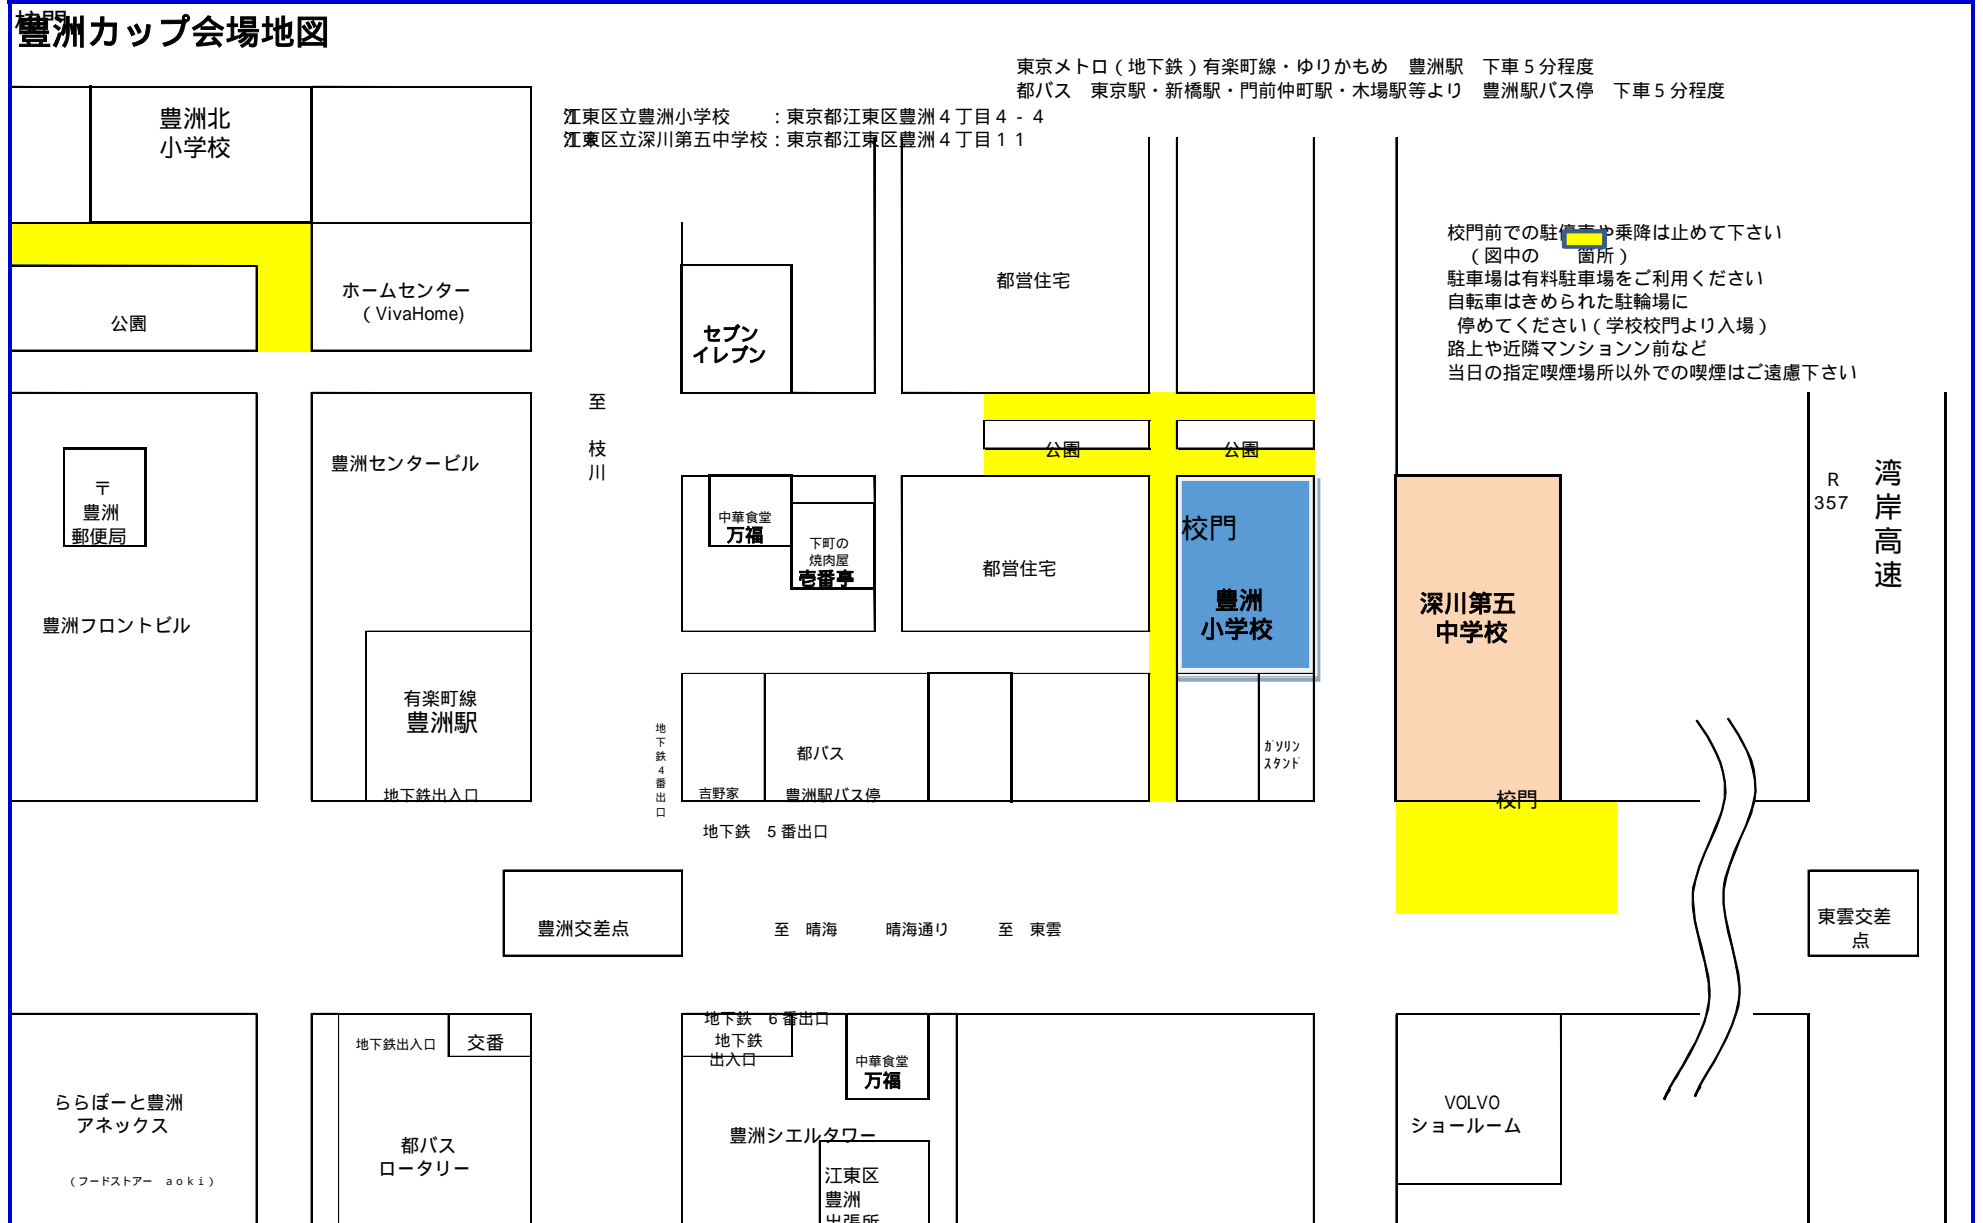 校門
豊洲カップ会場地図
東京メトロ(地下鉄)有楽町線・ゆりかもめ　豊洲駅　下車5分程度
都バス　東京駅・新橋駅・門前仲町駅・木場駅等より　豊洲駅バス停　下車5分程度
江東区立豊洲小学校　　:東京都江東区豊洲4丁目4-4
江東区立深川第五中学校:東京都江東区豊洲4丁目11
豊洲北
小学校
校門前での駐停車や乗降は止めて下さい
(図中の　　箇所)
駐車場は有料駐車場をご利用ください
自転車はきめられた駐輪場に
停めてください(学校校門より入場)
路上や近隣マンションン前など
当日の指定喫煙場所以外での喫煙はご遠慮下さい
ホームセンター
(VivaHome)
公園
セブン
イレブン
都営住宅
至　枝川
公園
公園
豊洲センタービル
〒
豊洲
郵便局
中華食堂
万福
下町の
焼肉屋
壱番亭
都営住宅
校門
豊洲
小学校
深川第五
中学校
R
357
湾岸高速
豊洲フロントビル
有楽町線
豊洲駅
地下鉄出入口
地下鉄4番出口
吉野家
都バス
豊洲駅バス停
ガソリン
スタンド
校門
地下鉄　5番出口
豊洲交差点
至　晴海
晴海通り
至　東雲
東雲交差
点
地下鉄出入口
交番
地下鉄　6番出口
地下鉄
出入口
中華食堂
万福
ららぽーと豊洲
アネックス
(フードストアー　aoki)
都バス
ロータリー
豊洲シエルタワー
江東区
豊洲
出張所
VOLVO
ショールーム